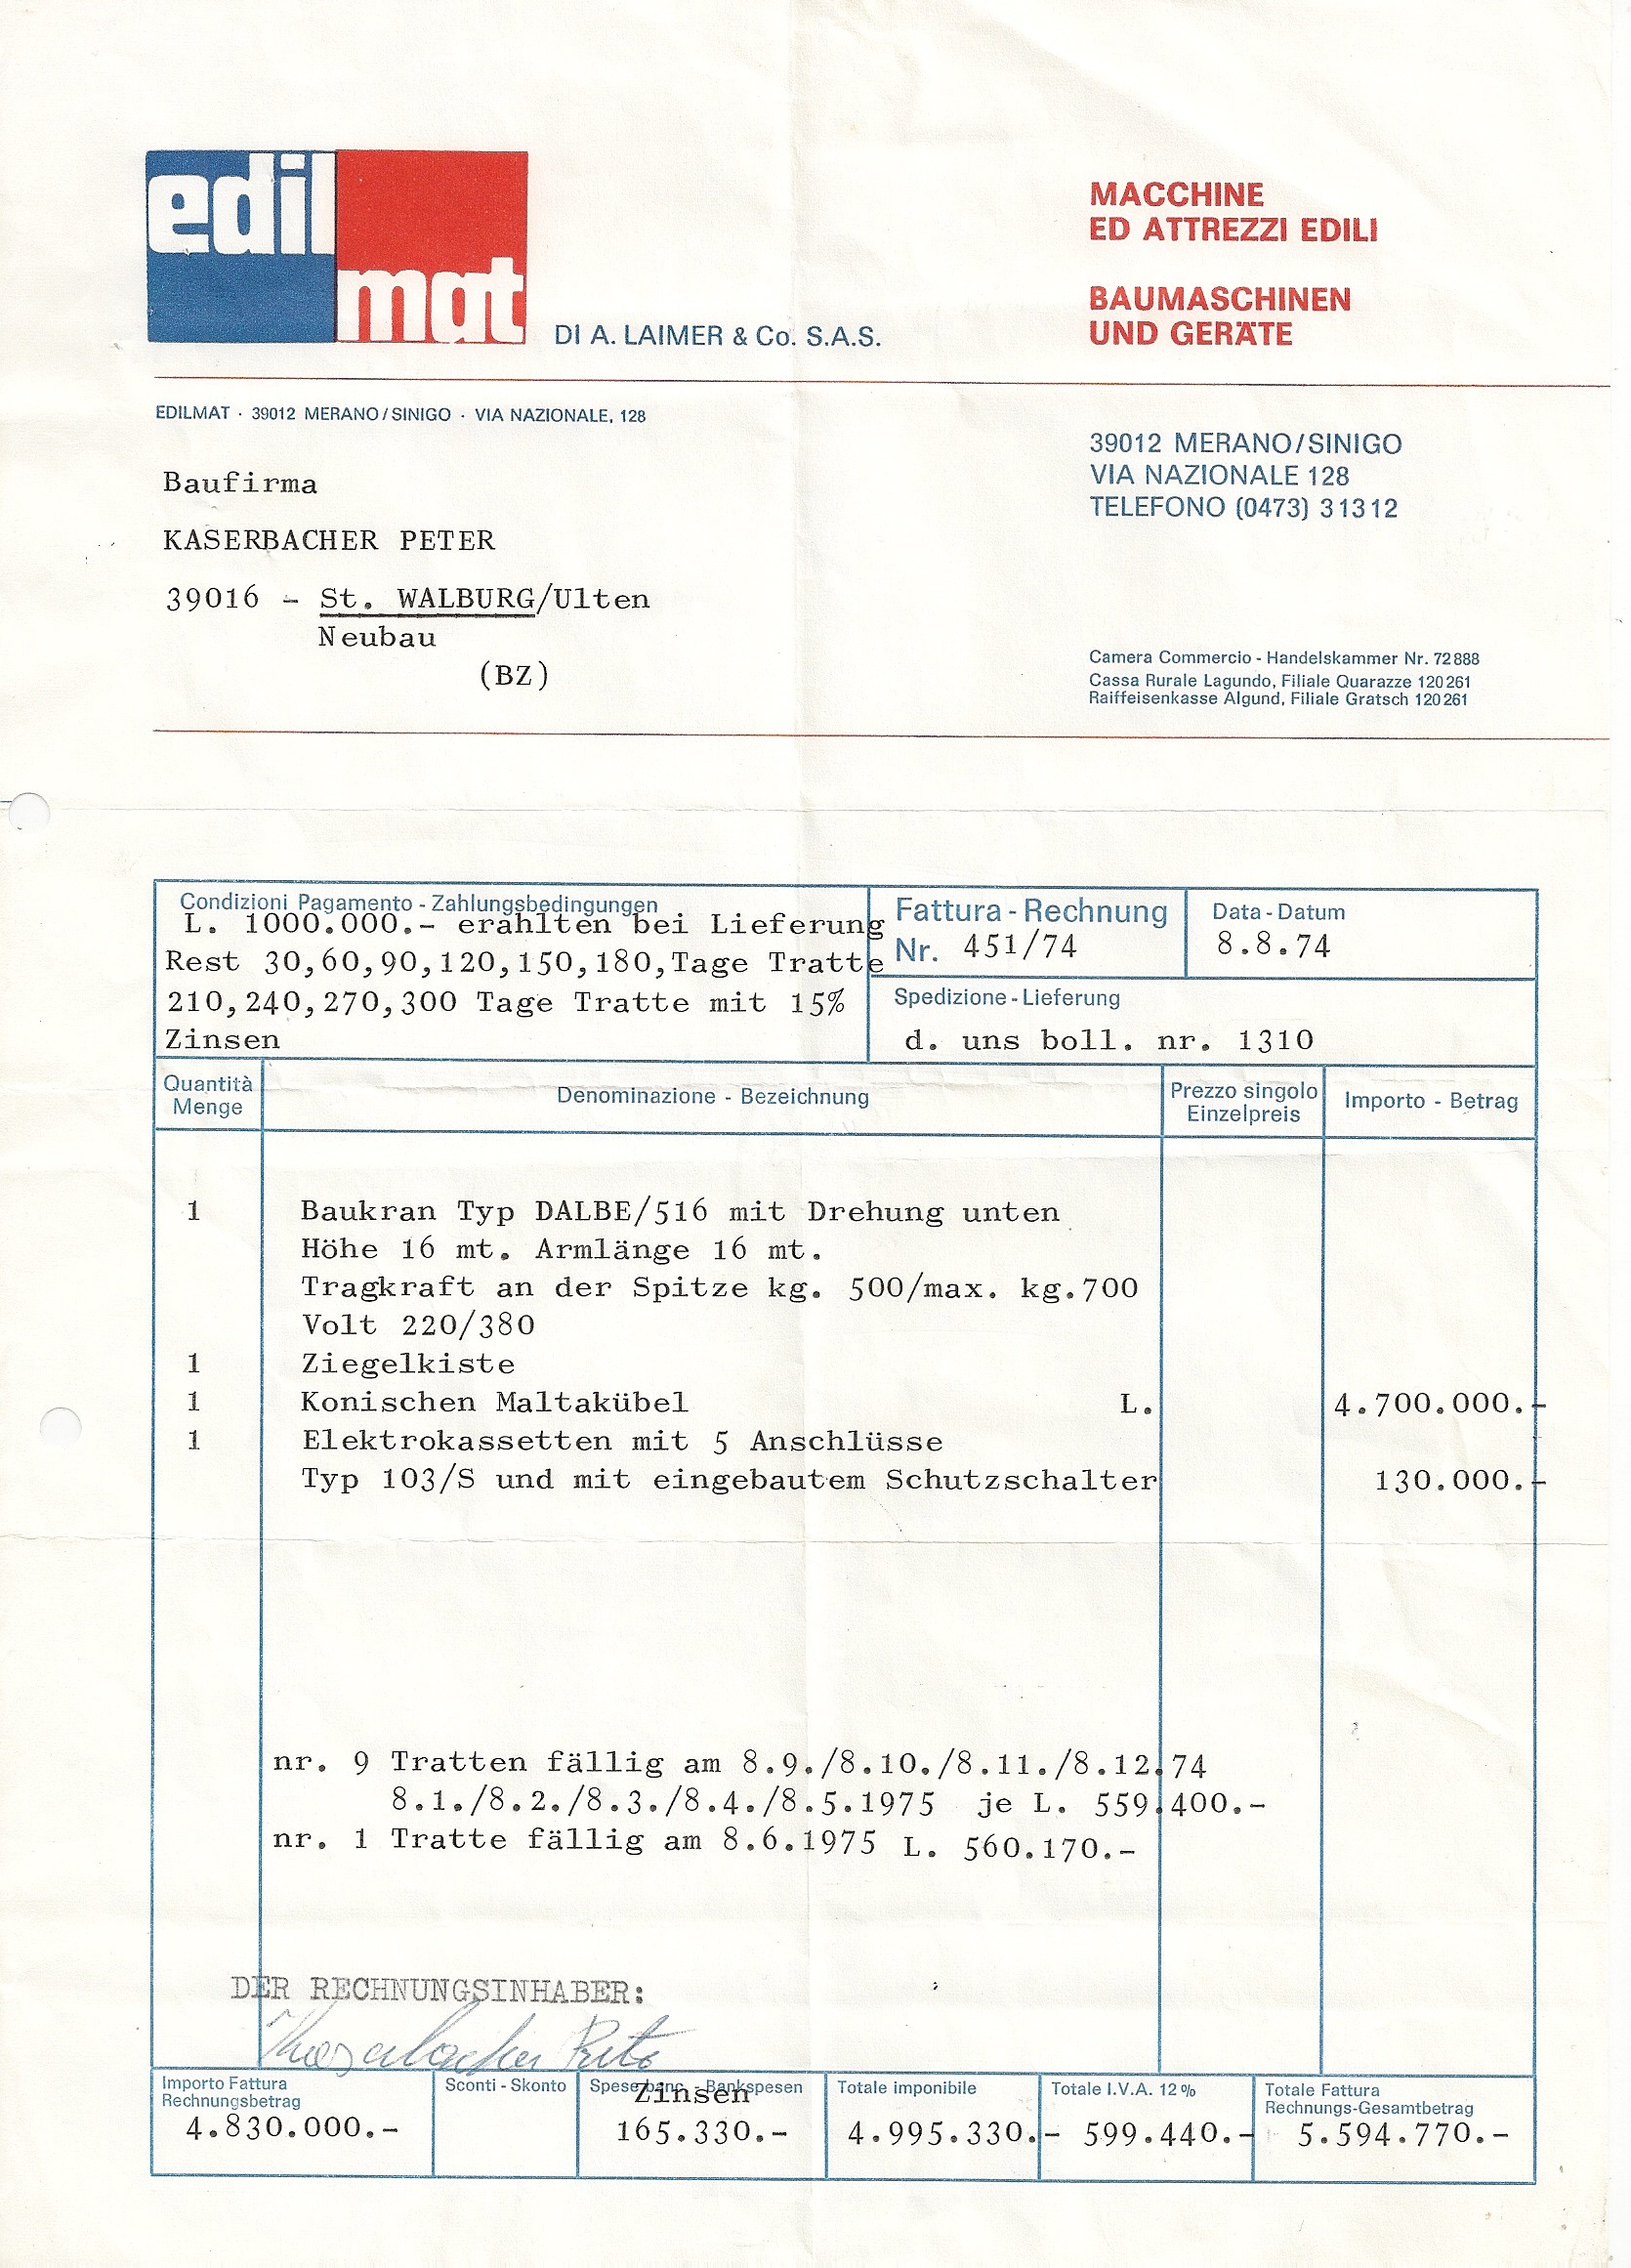 edil
mat
DI A. LAIMER & Co. S.A.S.
MACCHINE
ED ATTREZZI EDILI
BAUMASCHINEN
UND GERÄTE
EDILMAT · 39012 MERANO/SINIGO · VIA NAZIONALE, 128
39012 MERANO/SINIGO
VIA NAZIONALE 128
TELEFONO (0473) 31312
Baufirma
KASERBACHER PETER
39016 - St. WALBURG/Ulten
Neubau
(BZ)
Camera Commercio - Handelskammer Nr. 72888
Cassa Rurale Lagundo, Filiale Quarazze 120261
Raiffeisenkasse Algund, Filiale Gratsch 120261
Condizioni Pagamento - Zahlungsbedingungen
L. 1000.000.- erahlten bei Lieferung
Rest 30,60,90,120,150,180,Tage Tratte
210,240,270,300 Tage Tratte mit 15%
Zinsen
Fattura - Rechnung
Nr. 451/74
Data - Datum
8.8.74
Spedizione - Lieferung
d. uns boll. nr. 1310
Quantità
Menge
Denominazione - Bezeichnung
Prezzo singolo
Einzelpreis
Importo - Betrag
1 Baukran Typ DALBE/516 mit Drehung unten
Höhe 16 mt. Armlänge 16 mt.
Tragkraft an der Spitze kg. 500/max. kg.700
Volt 220/380
1 Ziegelkiste
1 Konischen Maltakübel L. 4.700.000.-
1 Elektrokassetten mit 5 Anschlüsse
Typ 103/S und mit eingebautem Schutzschalter 130.000.-
nr. 9 Tratten fällig am 8.9./8.10./8.11./8.12.74
8.1./8.2./8.3./8.4./8.5.1975 je L. 559.400.-
nr. 1 Tratte fällig am 8.6.1975 L. 560.170.-
DER RECHNUNGSINHABER:
Importo Fattura
Rechnungsbetrag
4.830.000.-
Sconti - Skonto
Spese banc. - Bankspesen
Zinsen
165.330.-
Totale imponibile
4.995.330.-
Totale I.V.A. 12%
599.440.-
Totale Fattura
Rechnungs-Gesamtbetrag
5.594.770.-